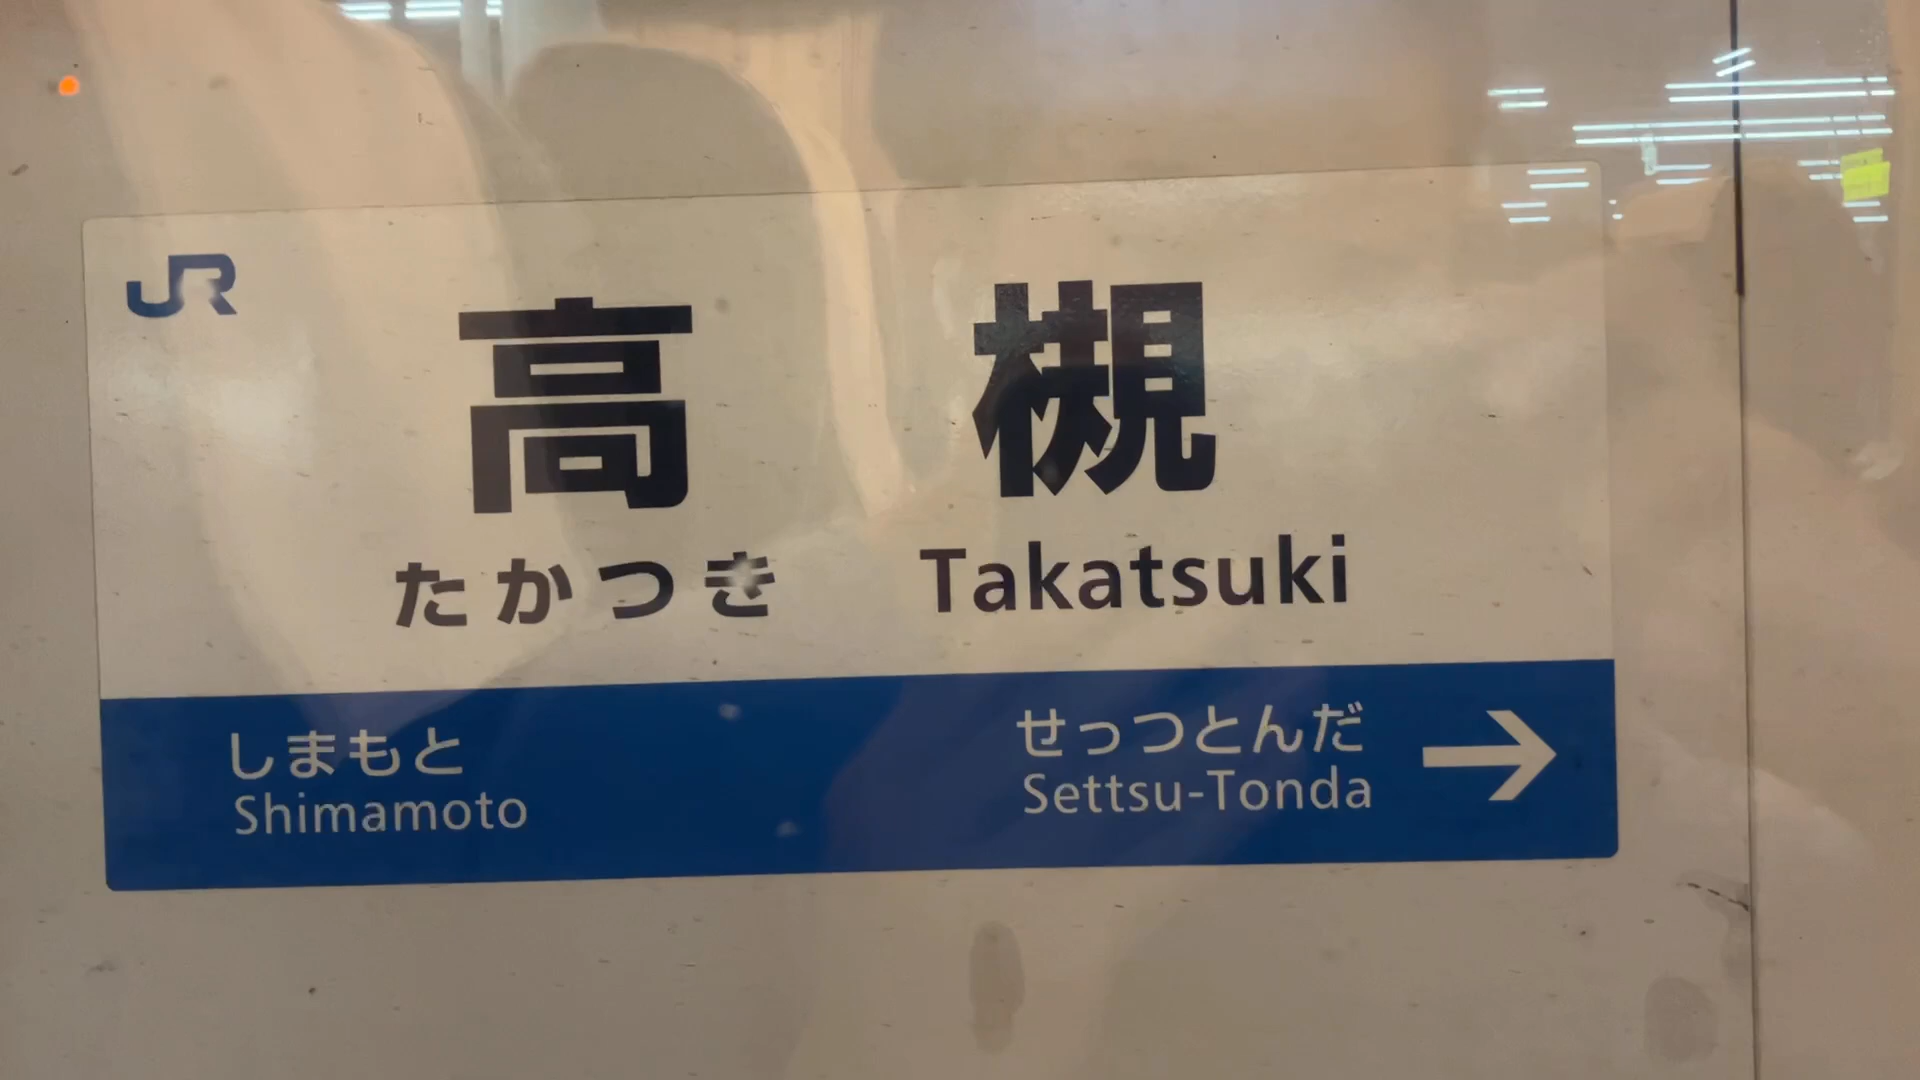 JR
高槻
たかつき Takatsuki
しまもと
Shimamoto
せっつとんだ
Settsu-Tonda
→